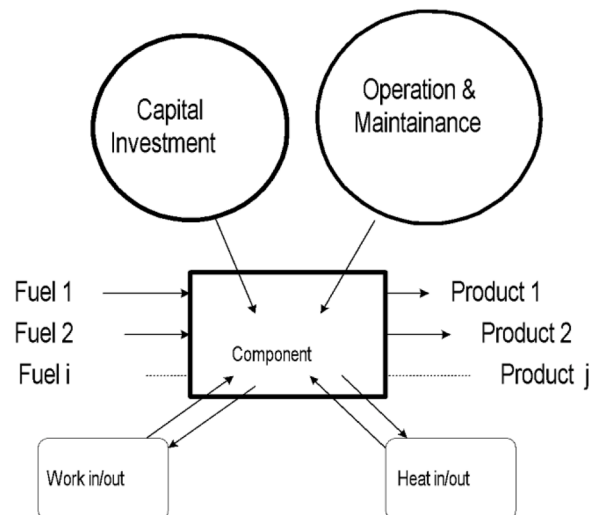 Capital
Investment
Operation &
Maintainance
Fuel 1
Product 1
Fuel 2
Product 2
Component
Fuel i
Product j
Work in/out
Heat in/out